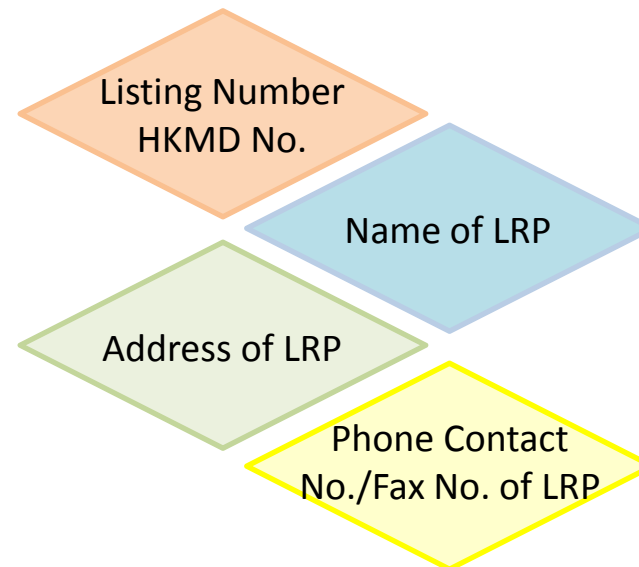 Listing Number
HKMD No.
Name of LRP
Address of LRP
Phone Contact
No./Fax No. of LRP